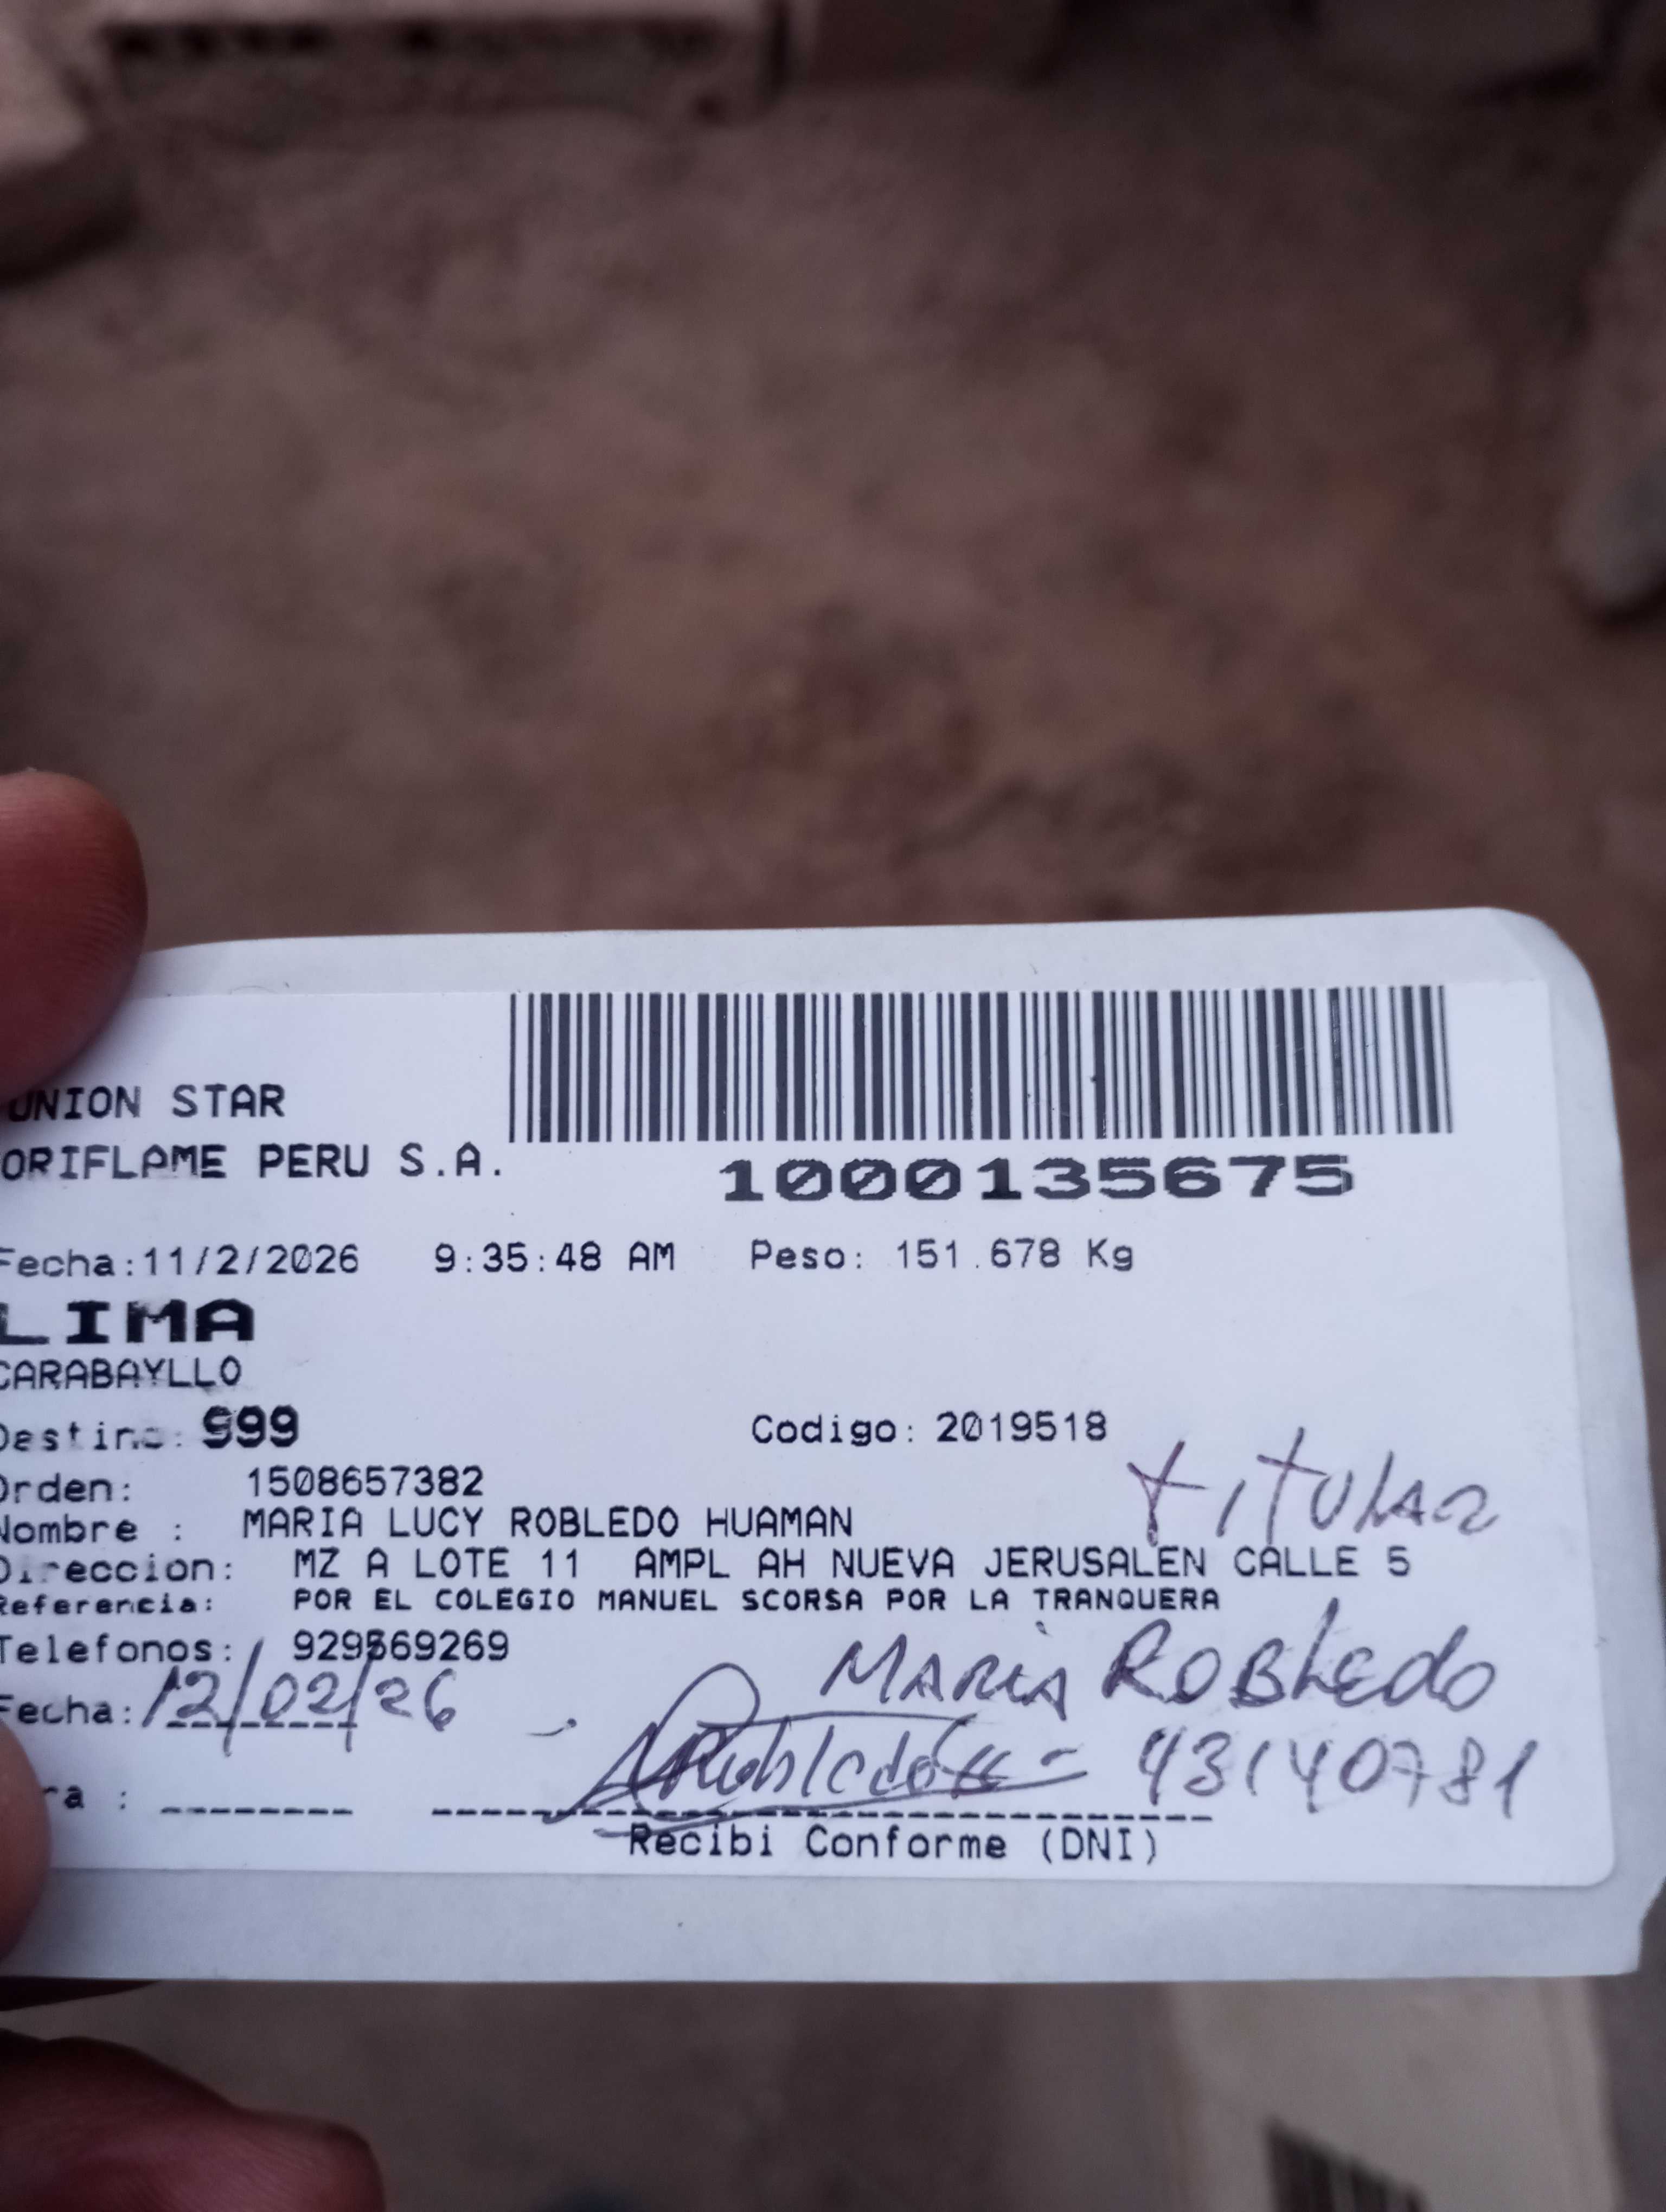 UNION STAR
ORIFLAME PERU S.A.
1000135675
Fecha:11/2/2026 9:35:48 AM Peso: 151.678 Kg
LIMA
CARABAYLLO
Destino: 999 Codigo: 2019518
titular
Orden: 1508657382
Nombre : MARIA LUCY ROBLEDO HUAMAN
Direccion: MZ A LOTE 11 AMPL AH NUEVA JERUSALEN CALLE 5
Referencia: POR EL COLEGIO MANUEL SCORSA POR LA TRANQUERA
Telefonos: 929569269
Maria Robledo
Fecha: 12/02/26
43140781
ra :
Recibi Conforme (DNI)